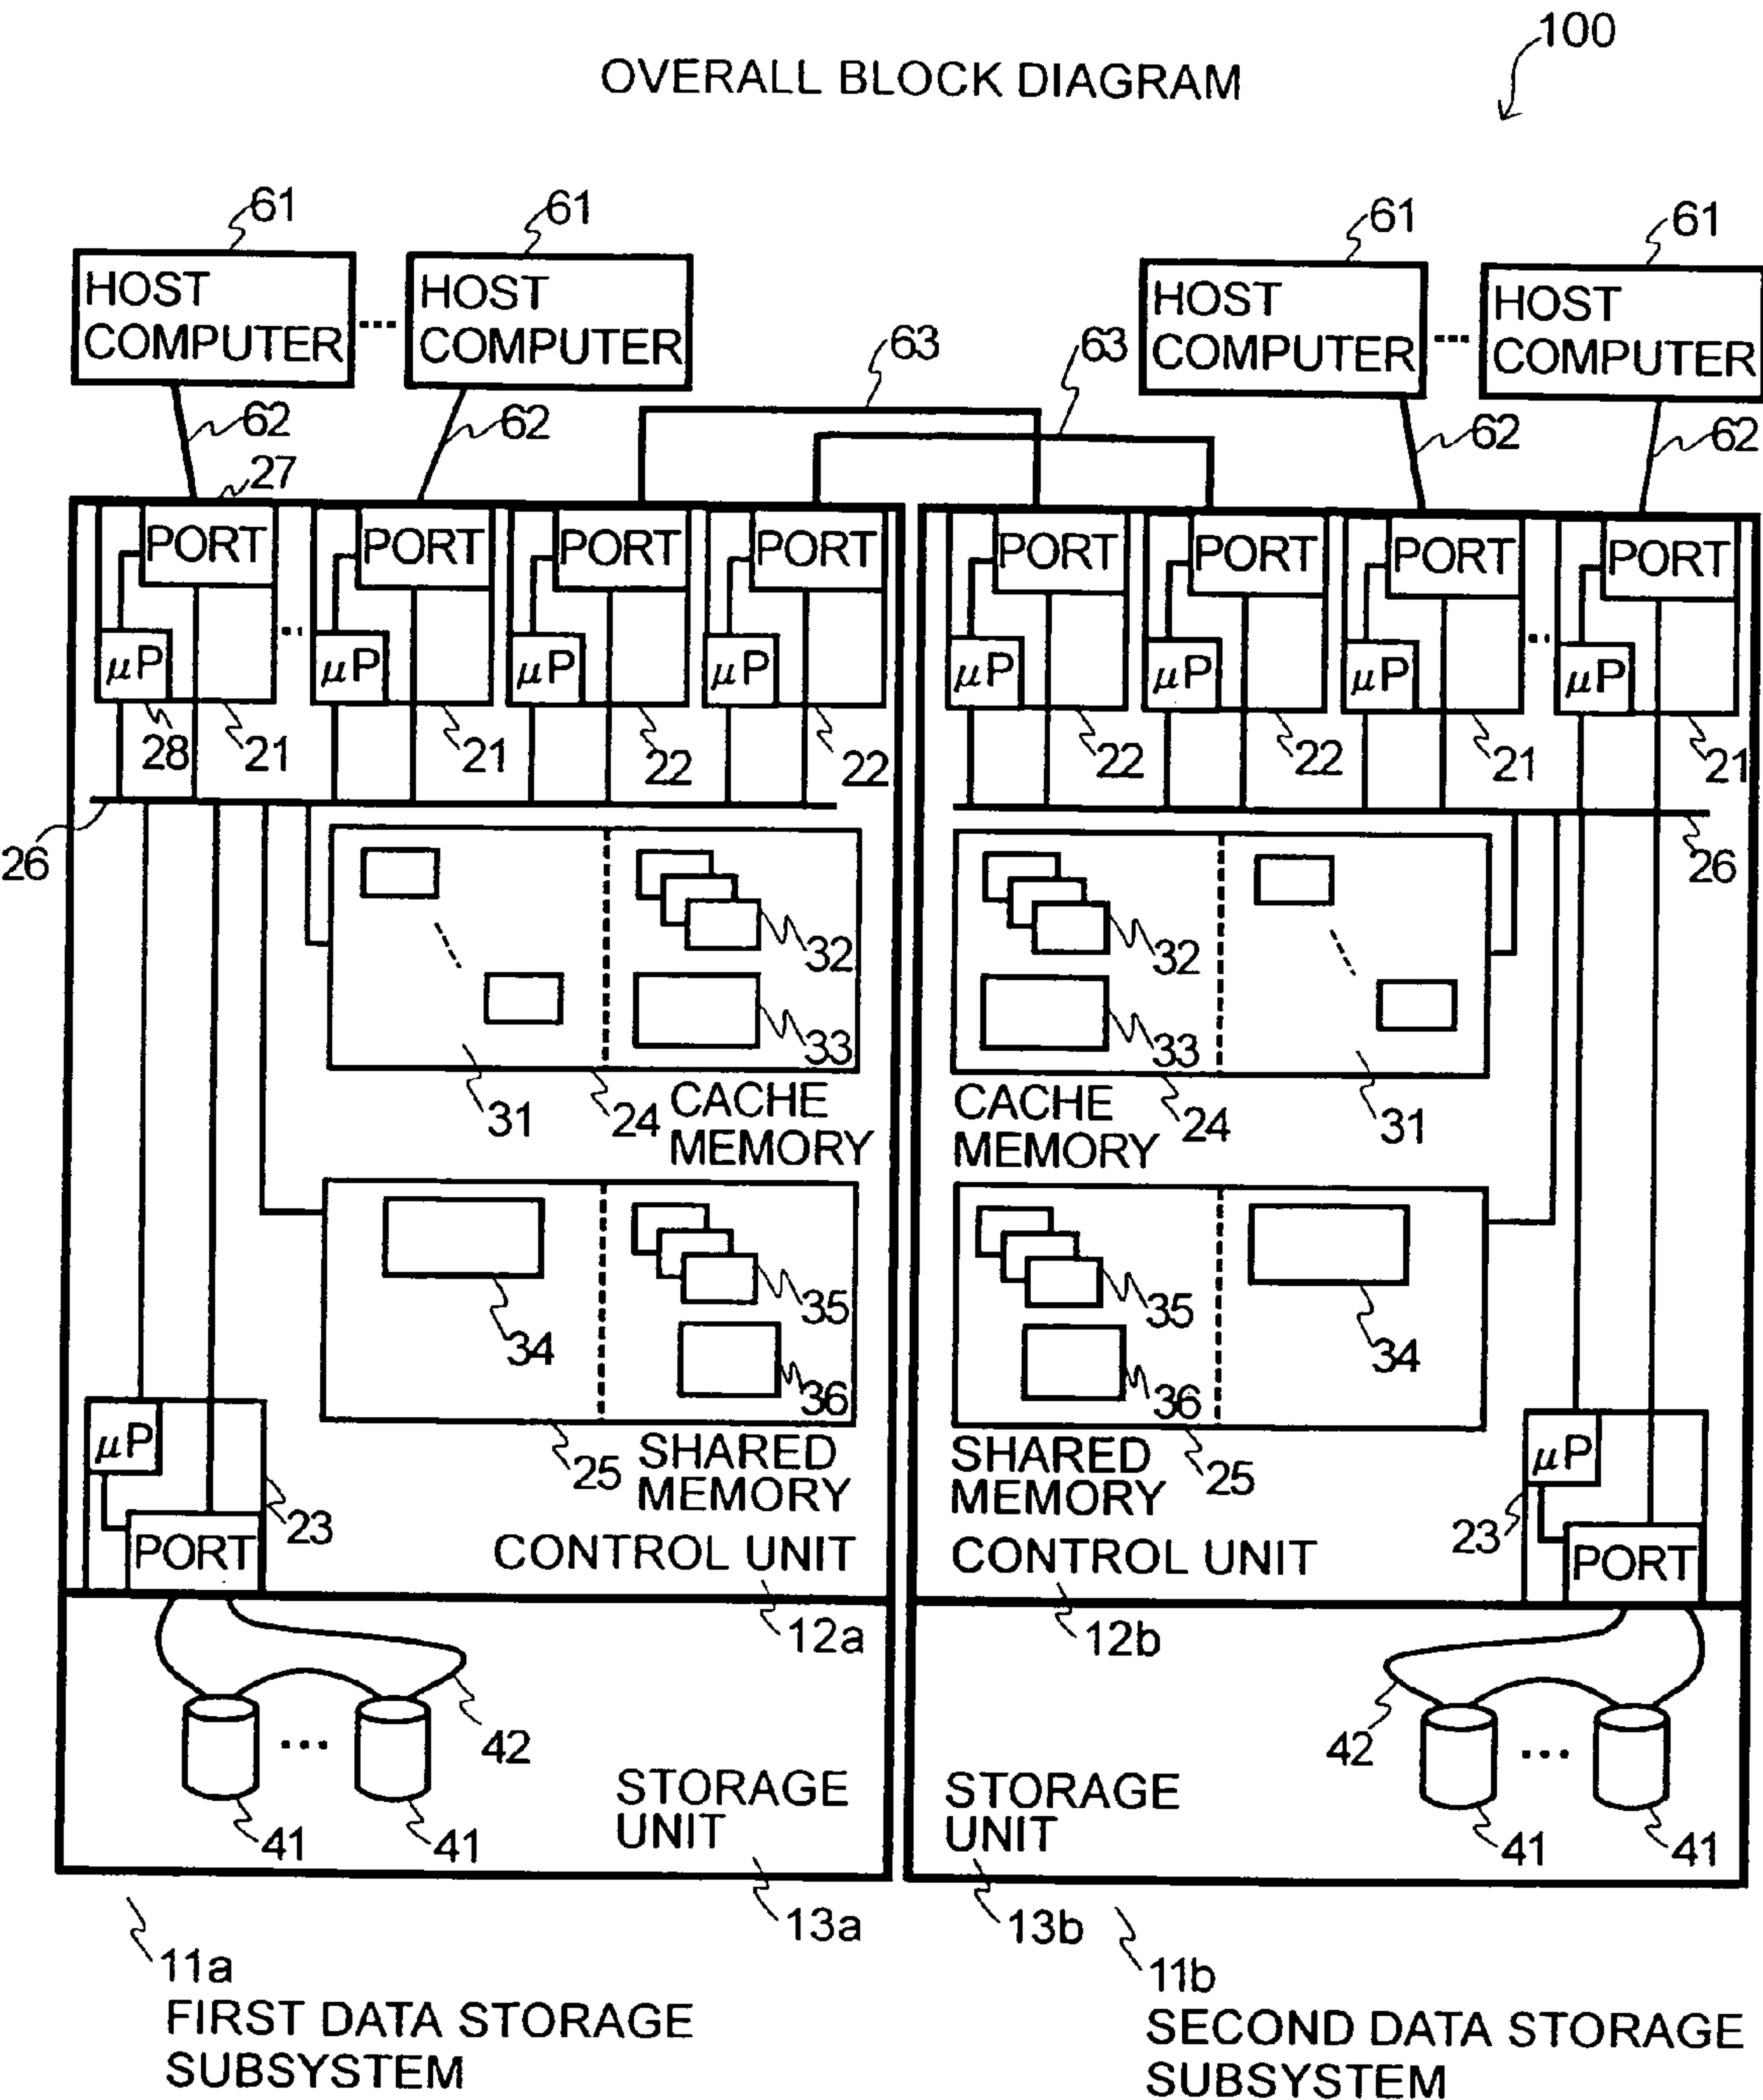 100
OVERALL BLOCK DIAGRAM
61 61 61 61
HOST COMPUTER
HOST COMPUTER
HOST COMPUTER
HOST COMPUTER
... ...
63 63
62 62 62 62
27
PORT PORT PORT PORT PORT PORT PORT PORT
μP μP μP μP μP μP μP μP
28 21 21 22 22 22 22 21 21
26 26
32 32
33 33
31 24 CACHE MEMORY
CACHE MEMORY 24 31
35 35
34 34
36 36
μP
25 SHARED MEMORY
SHARED MEMORY 25
μP
23 23
PORT CONTROL UNIT
CONTROL UNIT PORT
12a 12b
42 42
... ...
41 41 STORAGE UNIT
STORAGE UNIT 41 41
13a 13b
11a
FIRST DATA STORAGE
SUBSYSTEM
11b
SECOND DATA STORAGE
SUBSYSTEM